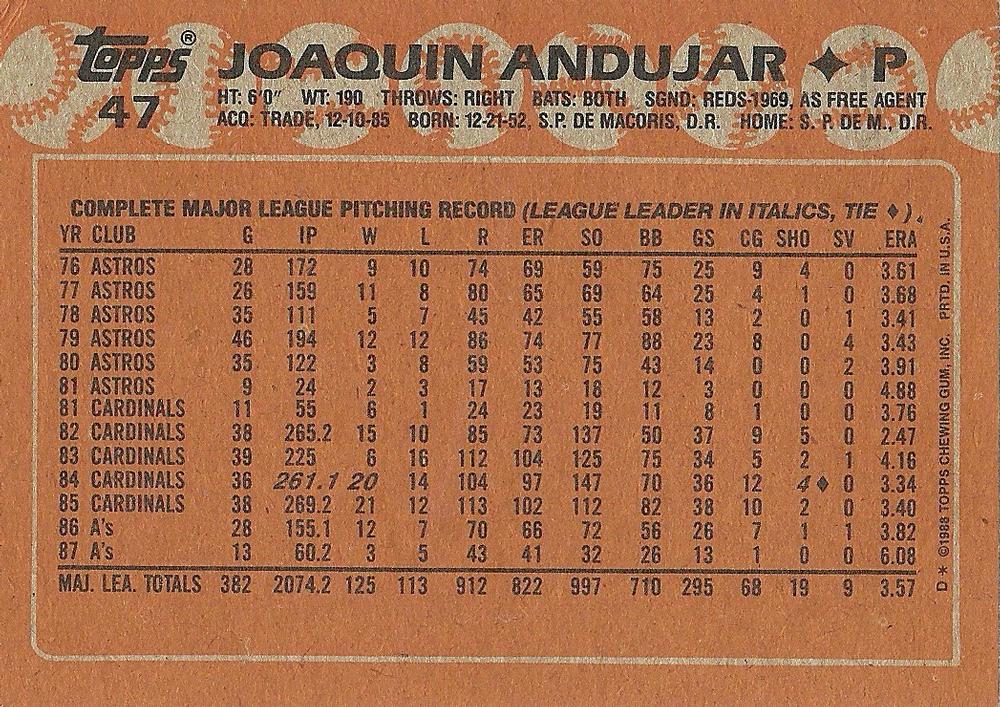 Topps® JOAQUIN ANDUJAR ♦ P
47 HT: 6'0" WT: 190 THROWS: RIGHT BATS: BOTH SGND: REDS-1969, AS FREE AGENT
ACQ: TRADE, 12-10-85 BORN: 12-21-52, S.P. DE MACORIS, D.R. HOME: S. P. DE M., D.R.
COMPLETE MAJOR LEAGUE PITCHING RECORD (LEAGUE LEADER IN ITALICS, TIE ♦).
YR CLUB G IP W L R ER SO BB GS CG SHO SV ERA
76 ASTROS 28 172 9 10 74 69 59 75 25 9 4 0 3.61
77 ASTROS 26 159 11 8 80 65 69 64 25 4 1 0 3.68
78 ASTROS 35 111 5 7 45 42 55 58 13 2 0 1 3.41
79 ASTROS 46 194 12 12 86 74 77 88 23 8 0 4 3.43
80 ASTROS 35 122 3 8 59 53 75 43 14 0 0 2 3.91
81 ASTROS 9 24 2 3 17 13 18 12 3 0 0 0 4.88
81 CARDINALS 11 55 6 1 24 23 19 11 8 1 0 0 3.76
82 CARDINALS 38 265.2 15 10 85 73 137 50 37 9 5 0 2.47
83 CARDINALS 39 225 6 16 112 104 125 75 34 5 2 1 4.16
84 CARDINALS 36 261.1 20 14 104 97 147 70 36 12 4♦ 0 3.34
85 CARDINALS 38 269.2 21 12 113 102 112 82 38 10 2 0 3.40
86 A's 28 155.1 12 7 70 66 72 56 26 7 1 1 3.82
87 A's 13 60.2 3 5 43 41 32 26 13 1 0 0 6.08
MAJ. LEA. TOTALS 382 2074.2 125 113 912 822 997 710 295 68 19 9 3.57
D* ©1988 TOPPS CHEWING GUM, INC. PRTD. IN U.S.A.